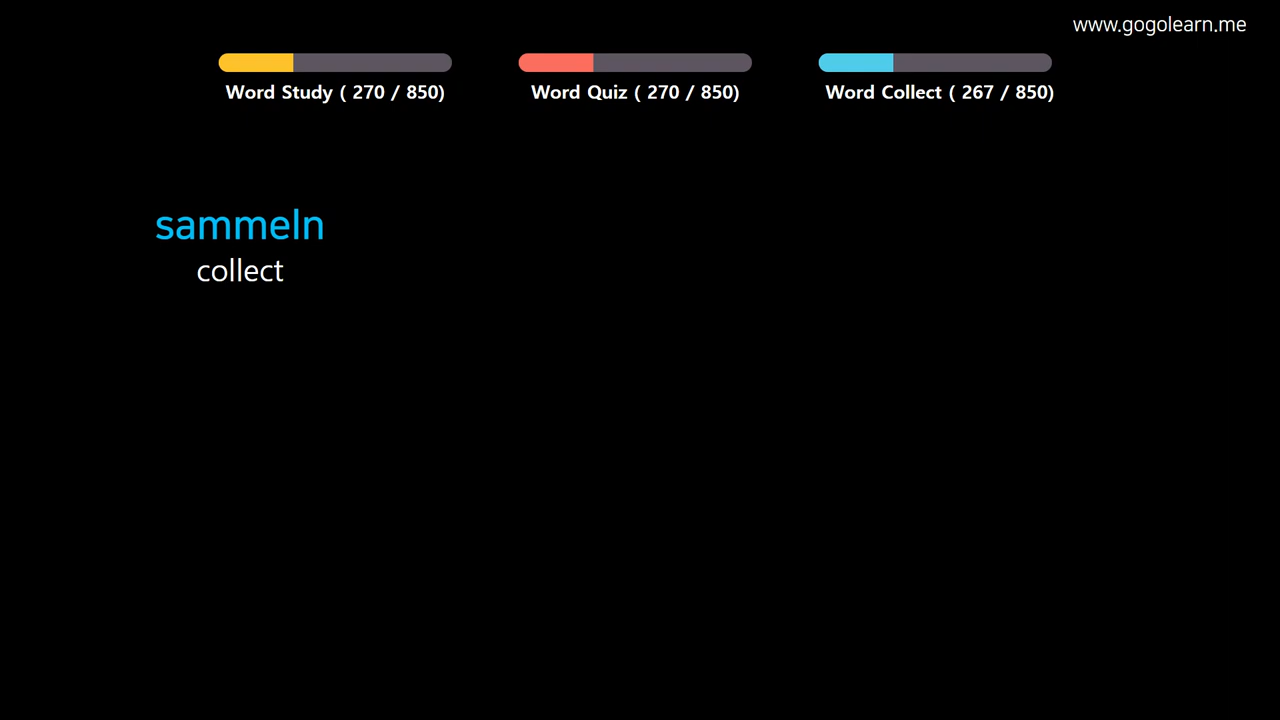 www.gogolearn.me
Word Study ( 270 / 850)
Word Quiz ( 270 / 850)
Word Collect ( 267 / 850)
sammeln
collect